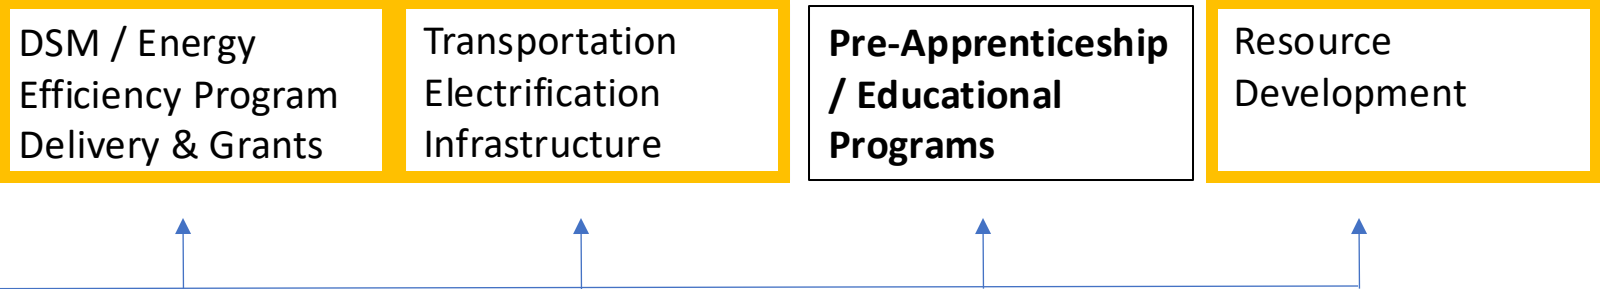 DSM / Energy
Efficiency Program
Delivery & Grants
Transportation
Electrification
Infrastructure
Pre-Apprenticeship
/ Educational
Programs
Resource
Development